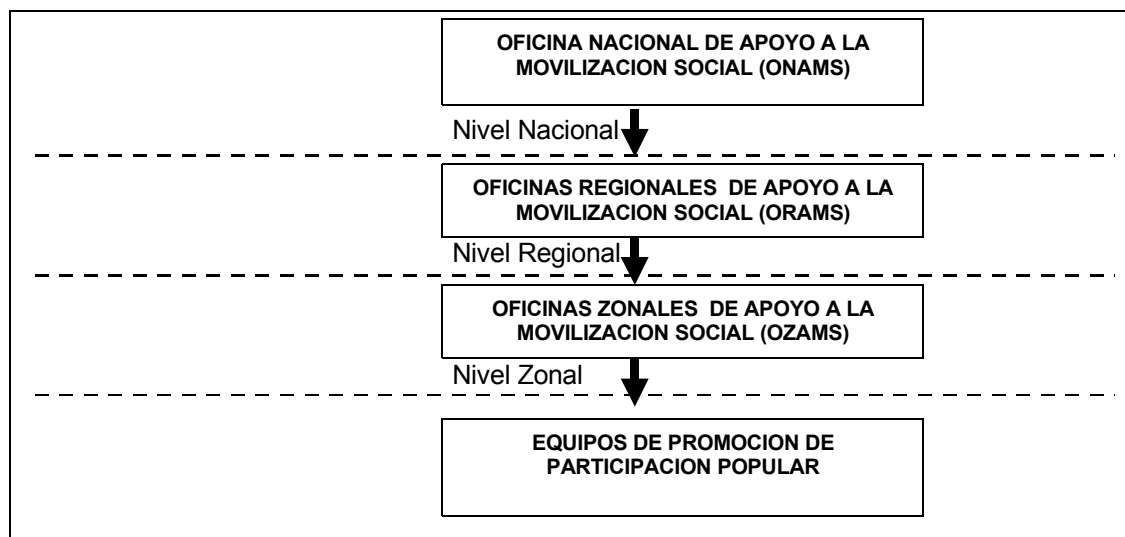 OFICINA NACIONAL DE APOYO A LA
MOVILIZACION SOCIAL (ONAMS)
Nivel Nacional
OFICINAS REGIONALES DE APOYO A LA
MOVILIZACION SOCIAL (ORAMS)
Nivel Regional
OFICINAS ZONALES DE APOYO A LA
MOVILIZACION SOCIAL (OZAMS)
Nivel Zonal
EQUIPOS DE PROMOCION DE
PARTICIPACION POPULAR